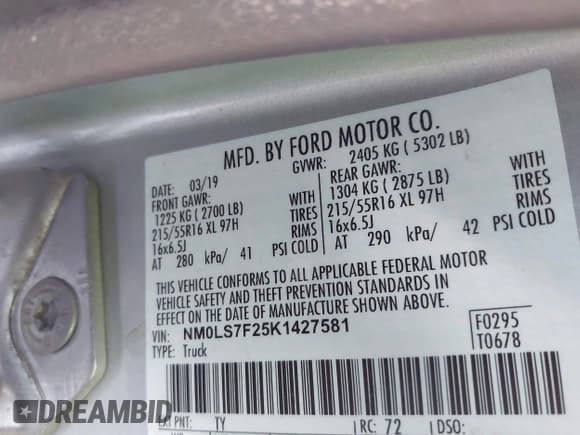 MFD. BY FORD MOTOR CO.
DATE: 03/19 GVWR: 2405 KG ( 5302 LB)
FRONT GAWR: REAR GAWR:
1225 KG ( 2700 LB) WITH 1304 KG ( 2875 LB) WITH
215/55R16 XL 97H TIRES 215/55R16 XL 97H TIRES
16x6.5J RIMS 16x6.5J RIMS
AT 280 kPa/ 41 PSI COLD AT 290 kPa/ 42 PSI COLD
THIS VEHICLE CONFORMS TO ALL APPLICABLE FEDERAL MOTOR
VEHICLE SAFETY AND THEFT PREVENTION STANDARDS IN
EFFECT ON THE DATE OF MANUFACTURE SHOWN ABOVE.
VIN: NM0LS7F25K1427581 F0295
TYPE: Truck T0678
EXT PNT: TY RC: 72 DSO:
DREAMBID